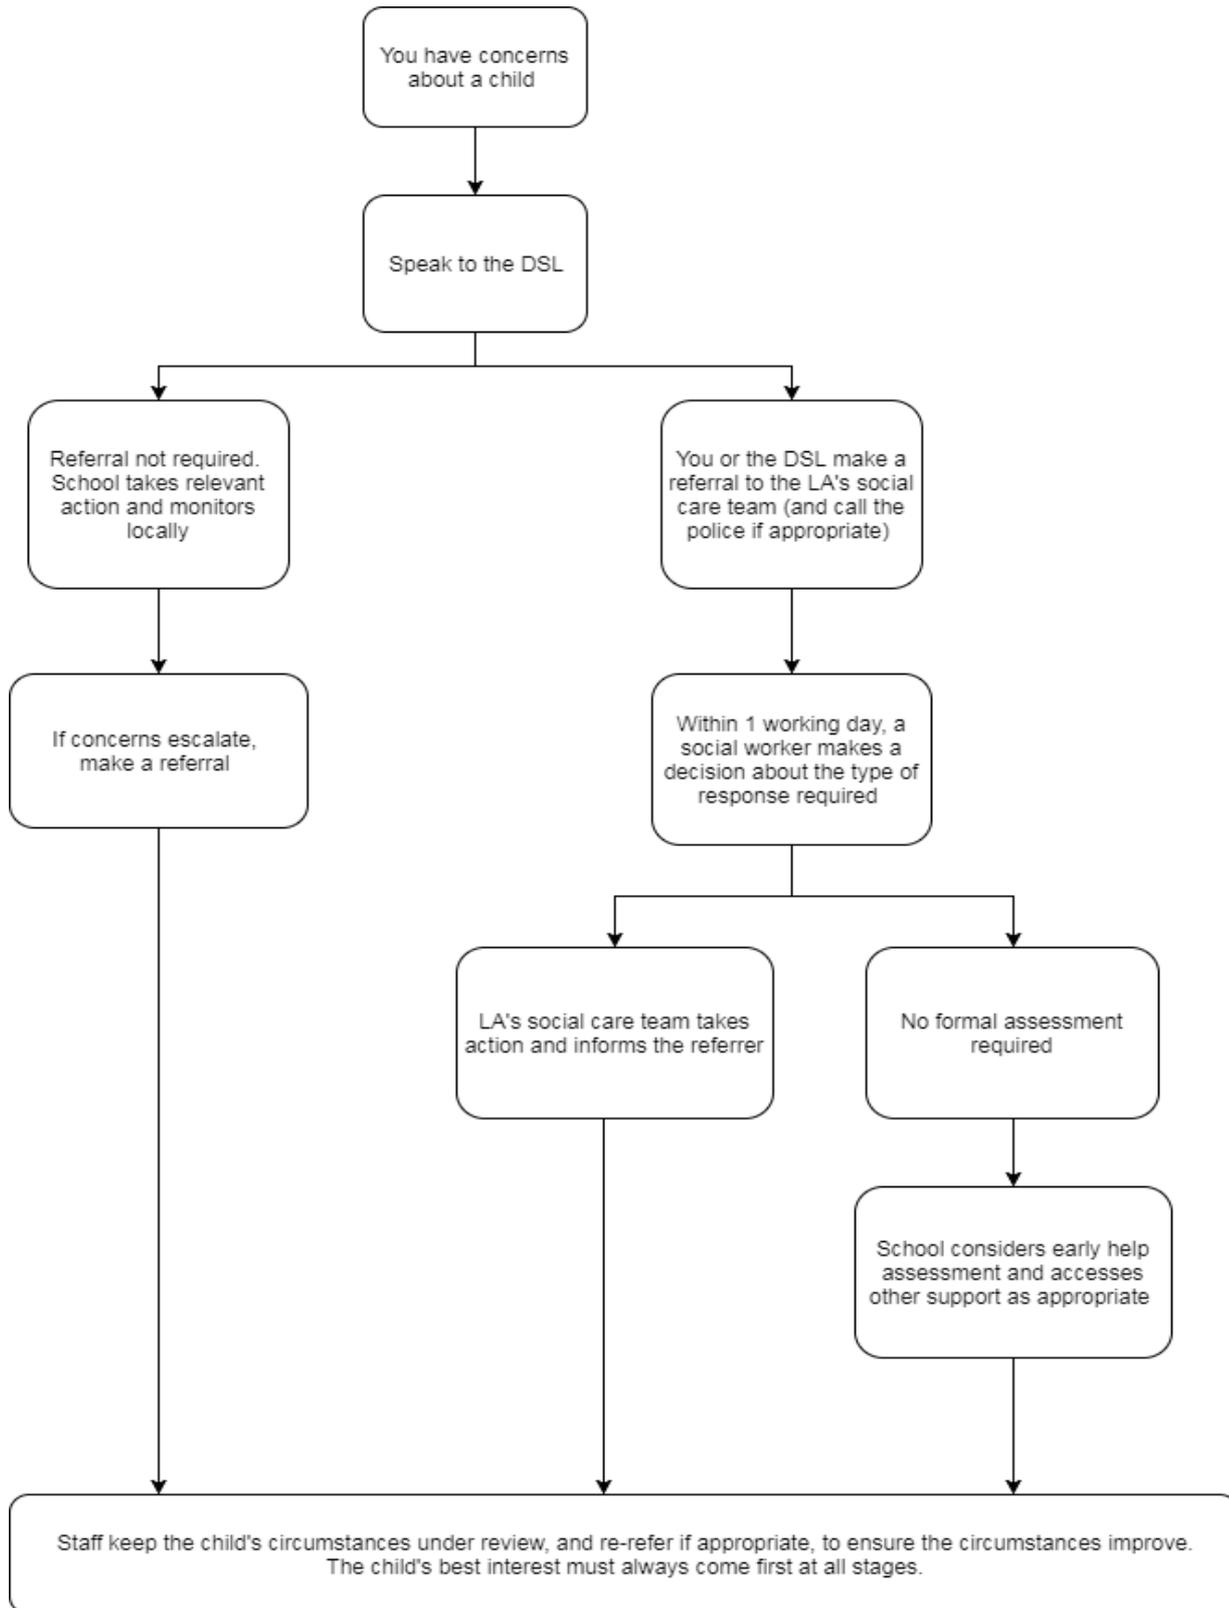 You have concerns
about a child
Speak to the DSL
Referral not required.
School takes relevant
action and monitors
locally
You or the DSL make a
referral to the LA's social
care team (and call the
police if appropriate)
If concerns escalate,
make a referral
Within 1 working day, a
social worker makes a
decision about the type of
response required
LA's social care team takes
action and informs the referrer
No formal assessment
required
School considers early help
assessment and accesses
other support as appropriate
Staff keep the child's circumstances under review, and re-refer if appropriate, to ensure the circumstances improve.
The child's best interest must always come first at all stages.